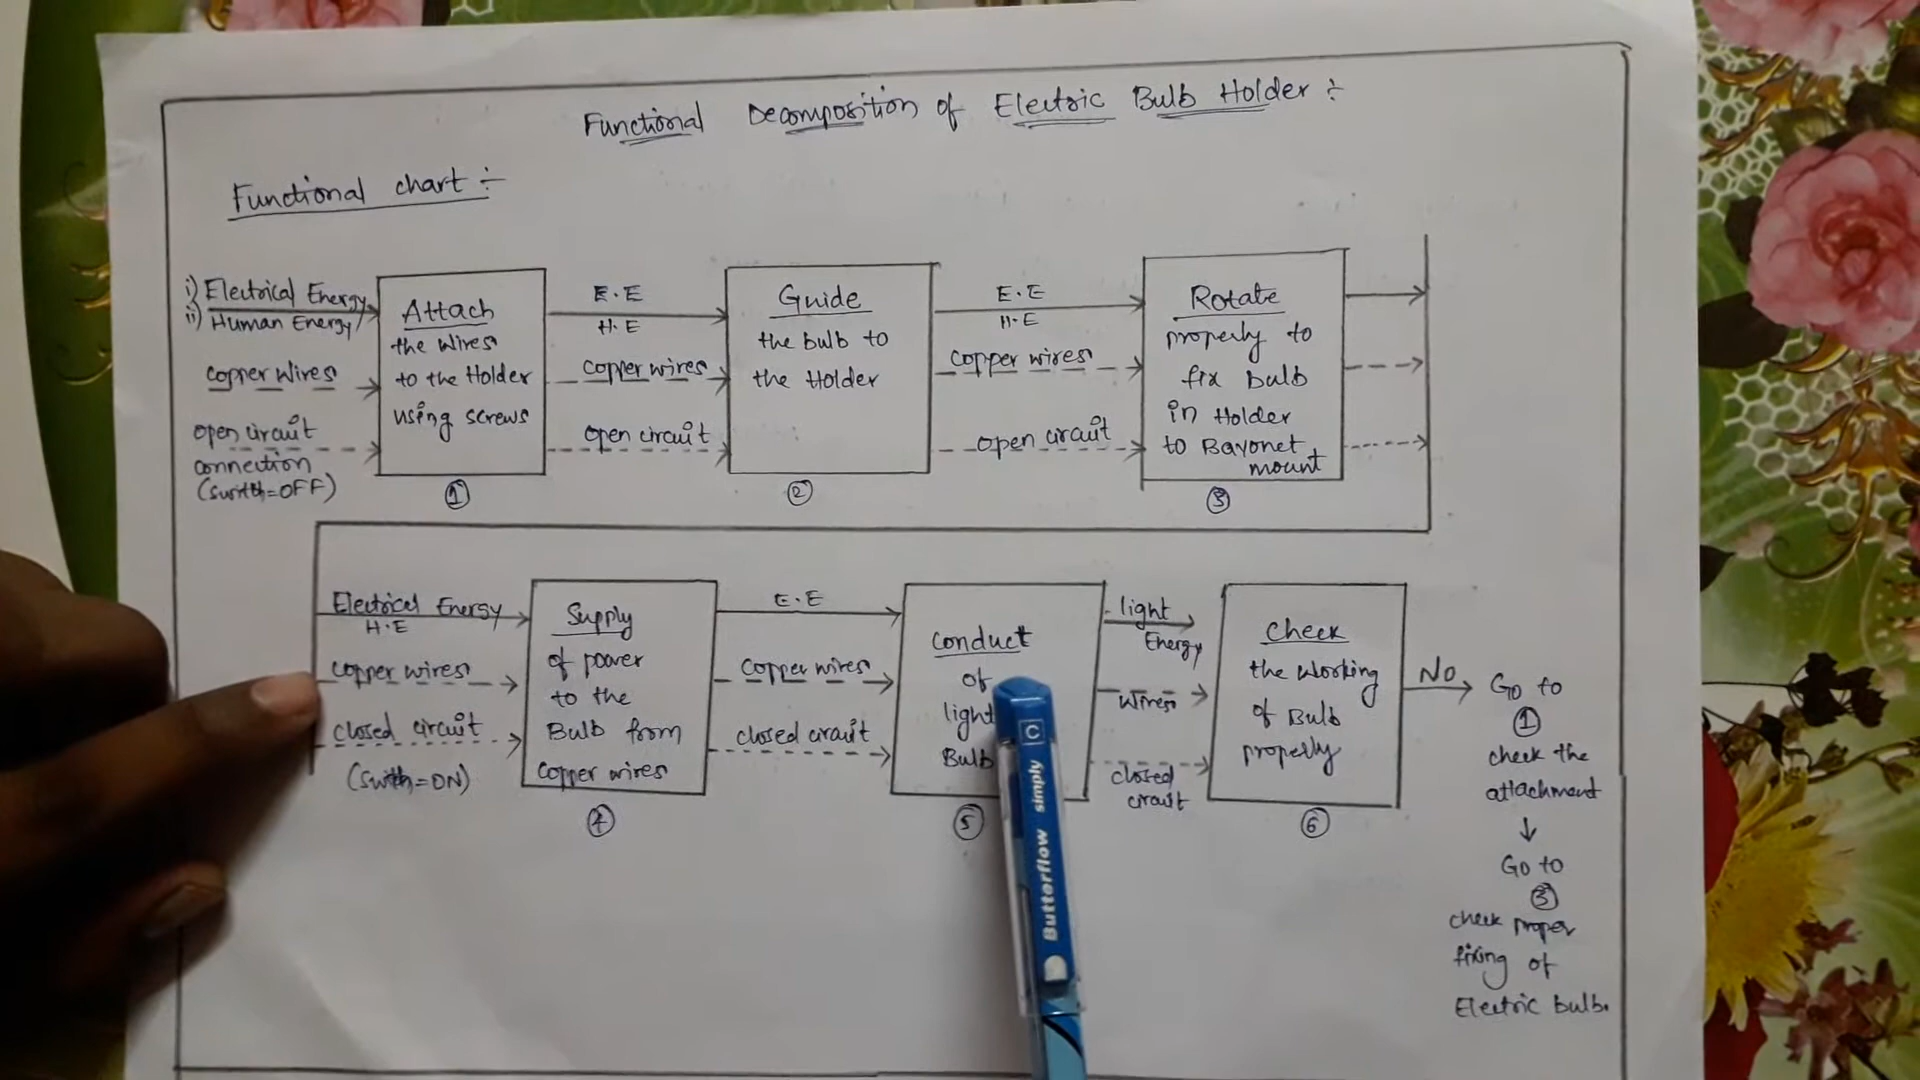 Functional Decomposition of Electric Bulb Holder ÷
Functional chart ÷
i) Electrical Energy
ii) Human Energy
copper wires
open circuit
connection
(switch=OFF)
Attach
the wires
to the Holder
using screws
①
E.E
H.E
copper wires
open circuit
Guide
the bulb to
the Holder
②
E.E
H.E
copper wires
open circuit
Rotate
properly to
fix Bulb
in Holder
to Bayonet
mount
③
Electrical Energy
H.E
copper wires
closed circuit
(switch=ON)
Supply
of power
to the
Bulb from
copper wires
④
E.E
copper wires
closed circuit
conduct
of
light
Bulb
⑤
light
Energy
wires
closed
circuit
check
the working
of Bulb
properly
⑥
NO
Go to
①
check the
attachment
↓
Go to
③
check proper
fixing of
Electric bulb.
Butterflow simply
C